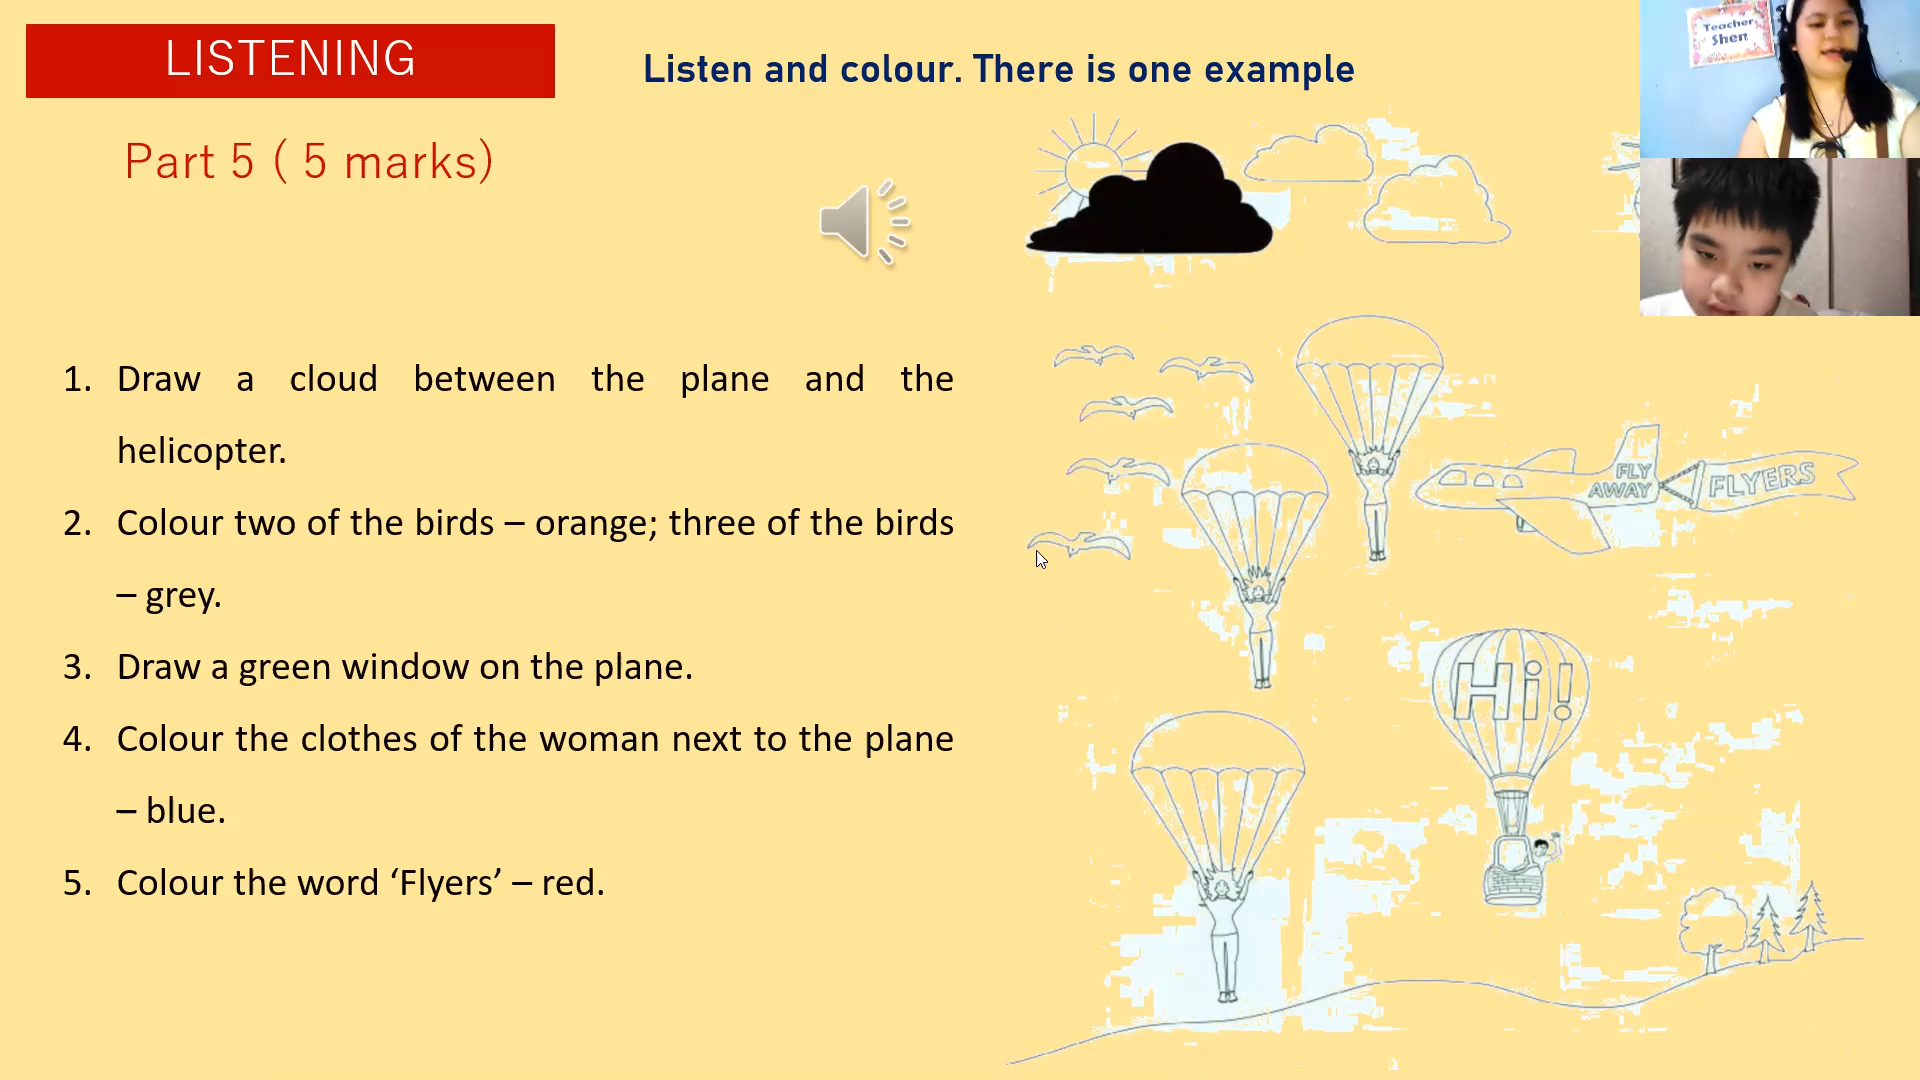 LISTENING
Listen and colour. There is one example
Teacher
Shen
Part 5 ( 5 marks)
1. Draw a cloud between the plane and the
helicopter.
2. Colour two of the birds – orange; three of the birds
– grey.
3. Draw a green window on the plane.
4. Colour the clothes of the woman next to the plane
– blue.
5. Colour the word ‘Flyers’ – red.
FLY
AWAY
FLYERS
Hi!